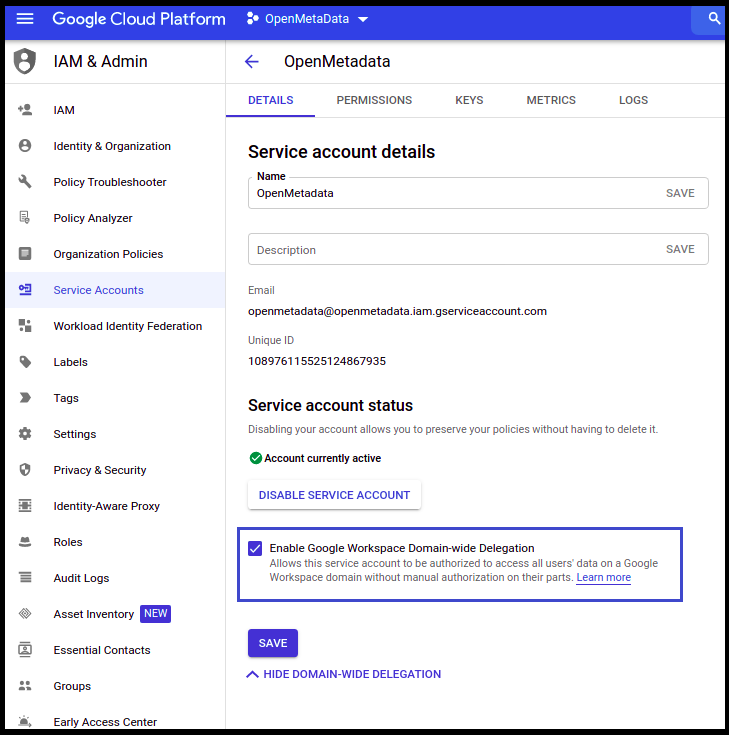 Google Cloud Platform
OpenMetaData
IAM & Admin
IAM
Identity & Organization
Policy Troubleshooter
Policy Analyzer
Organization Policies
Service Accounts
Workload Identity Federation
Labels
Tags
Settings
Privacy & Security
Identity-Aware Proxy
Roles
Audit Logs
Asset Inventory NEW
Essential Contacts
Groups
Early Access Center
OpenMetadata
DETAILS PERMISSIONS KEYS METRICS LOGS
Service account details
Name
OpenMetadata SAVE
Description SAVE
Email
openmetadata@openmetadata.iam.gserviceaccount.com
Unique ID
108976115525124867935
Service account status
Disabling your account allows you to preserve your policies without having to delete it.
Account currently active
DISABLE SERVICE ACCOUNT
Enable Google Workspace Domain-wide Delegation
Allows this service account to be authorized to access all users' data on a Google
Workspace domain without manual authorization on their parts. Learn more
SAVE
HIDE DOMAIN-WIDE DELEGATION